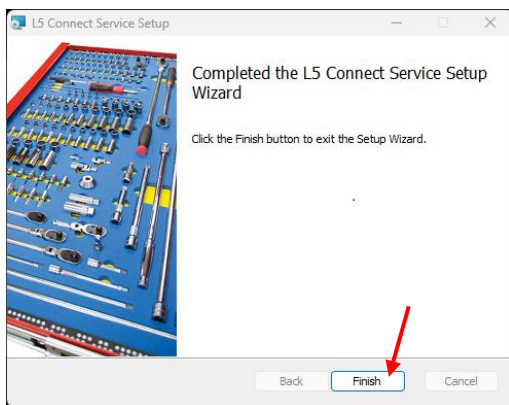 L5 Connect Service Setup
Completed the L5 Connect Service Setup
Wizard
Click the Finish button to exit the Setup Wizard.
Back
Finish
Cancel